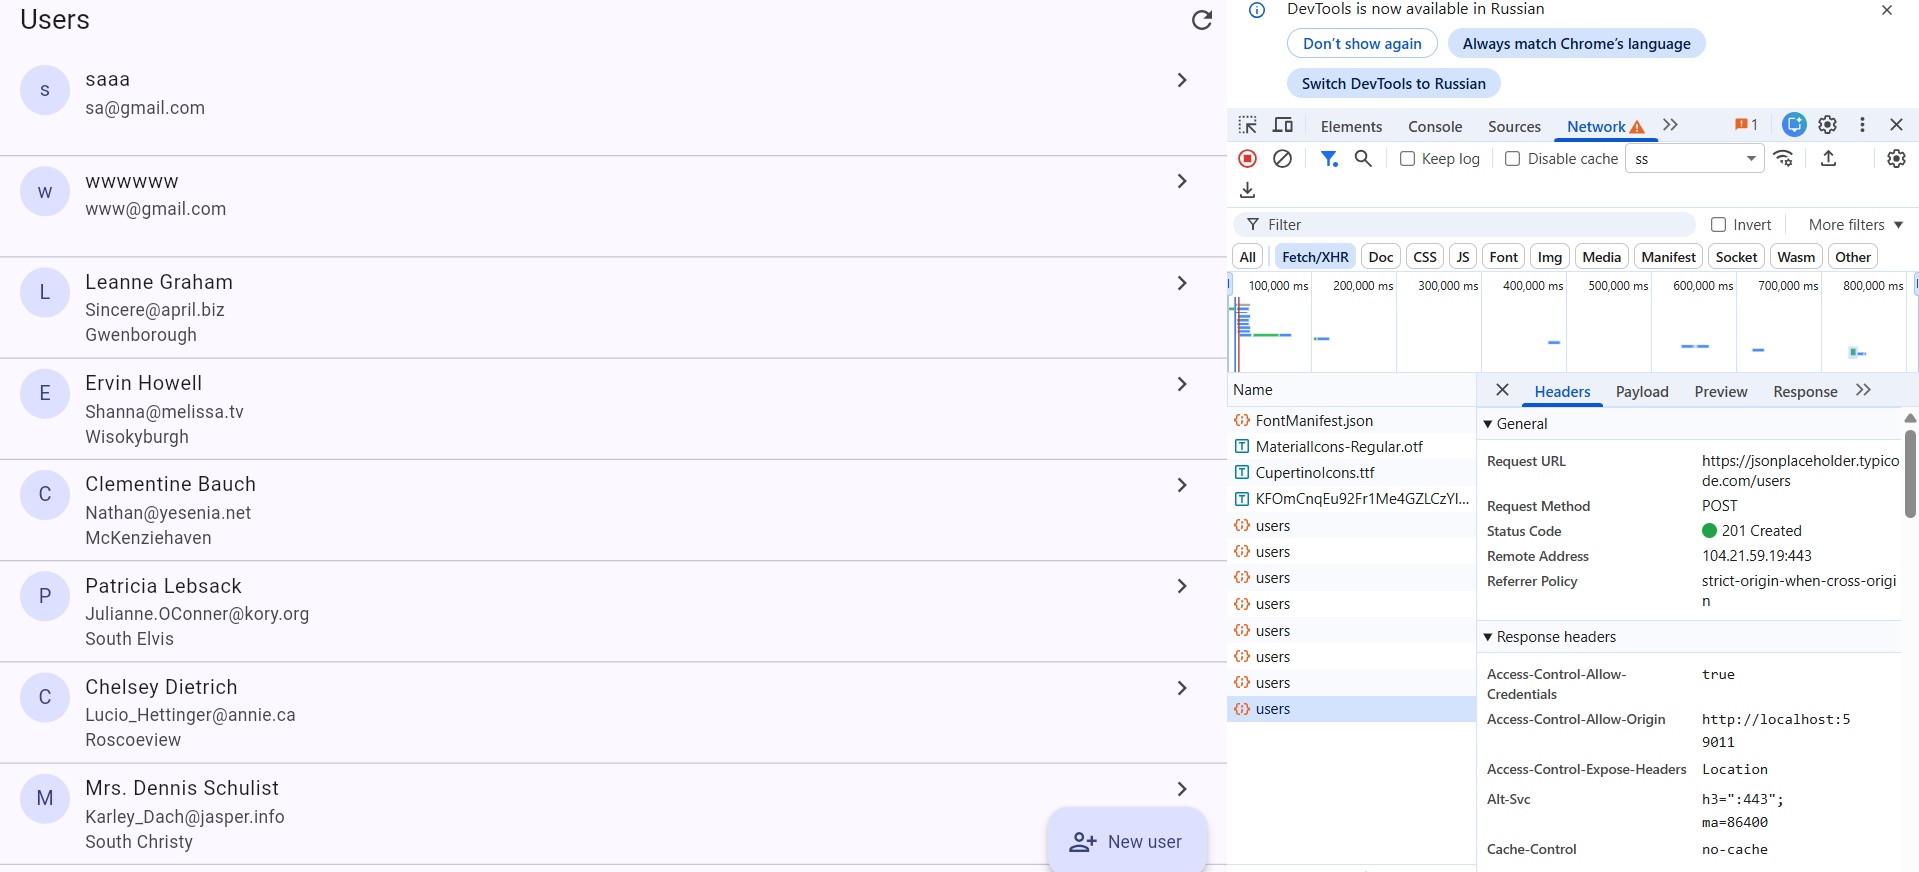 Users
s
saaa
sa@gmail.com
w
wwwwww
www@gmail.com
L
Leanne Graham
Sincere@april.biz
Gwenborough
E
Ervin Howell
Shanna@melissa.tv
Wisokyburgh
C
Clementine Bauch
Nathan@yesenia.net
McKenziehaven
P
Patricia Lebsack
Julianne.OConner@kory.org
South Elvis
C
Chelsey Dietrich
Lucio_Hettinger@annie.ca
Roscoeview
M
Mrs. Dennis Schulist
Karley_Dach@jasper.info
South Christy
New user
DevTools is now available in Russian
Don't show again
Always match Chrome's language
Switch DevTools to Russian
Elements Console Sources Network 1
Keep log Disable cache ss
Filter Invert More filters
All Fetch/XHR Doc CSS JS Font Img Media Manifest Socket Wasm Other
100,000 ms 200,000 ms 300,000 ms 400,000 ms 500,000 ms 600,000 ms 700,000 ms 800,000 ms
Name
FontManifest.json
MaterialIcons-Regular.otf
CupertinoIcons.ttf
KFOmCnqEu92Fr1Me4GZLCzYl...
users
users
users
users
users
users
users
users
Headers Payload Preview Response
General
Request URL https://jsonplaceholder.typico
de.com/users
Request Method POST
Status Code 201 Created
Remote Address 104.21.59.19:443
Referrer Policy strict-origin-when-cross-origi
n
Response headers
Access-Control-Allow- true
Credentials
Access-Control-Allow-Origin http://localhost:5
9011
Access-Control-Expose-Headers Location
Alt-Svc h3=":443";
ma=86400
Cache-Control no-cache